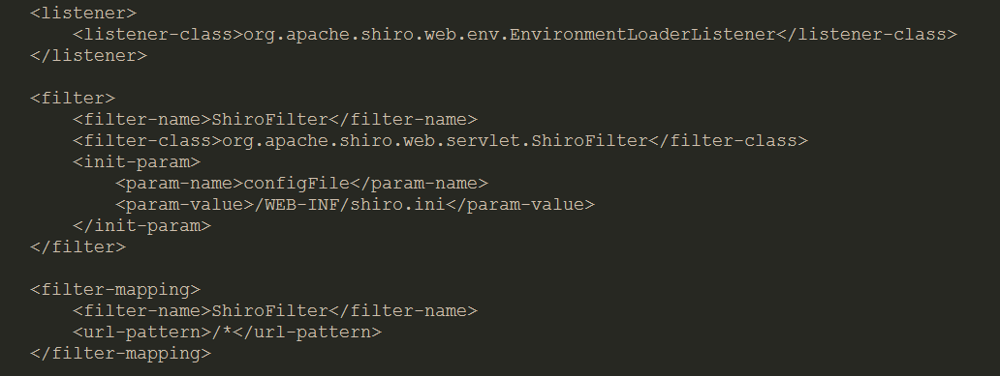 <listener>
    <listener-class>org.apache.shiro.web.env.EnvironmentLoaderListener</listener-class>
</listener>

<filter>
    <filter-name>ShiroFilter</filter-name>
    <filter-class>org.apache.shiro.web.servlet.ShiroFilter</filter-class>
    <init-param>
        <param-name>configFile</param-name>
        <param-value>/WEB-INF/shiro.ini</param-value>
    </init-param>
</filter>

<filter-mapping>
    <filter-name>ShiroFilter</filter-name>
    <url-pattern>/*</url-pattern>
</filter-mapping>